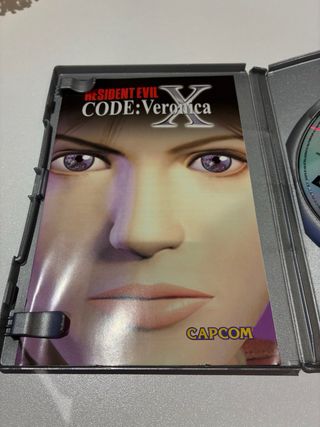 RESIDENT EVIL
CODE:Veronica
X
CAPCOM